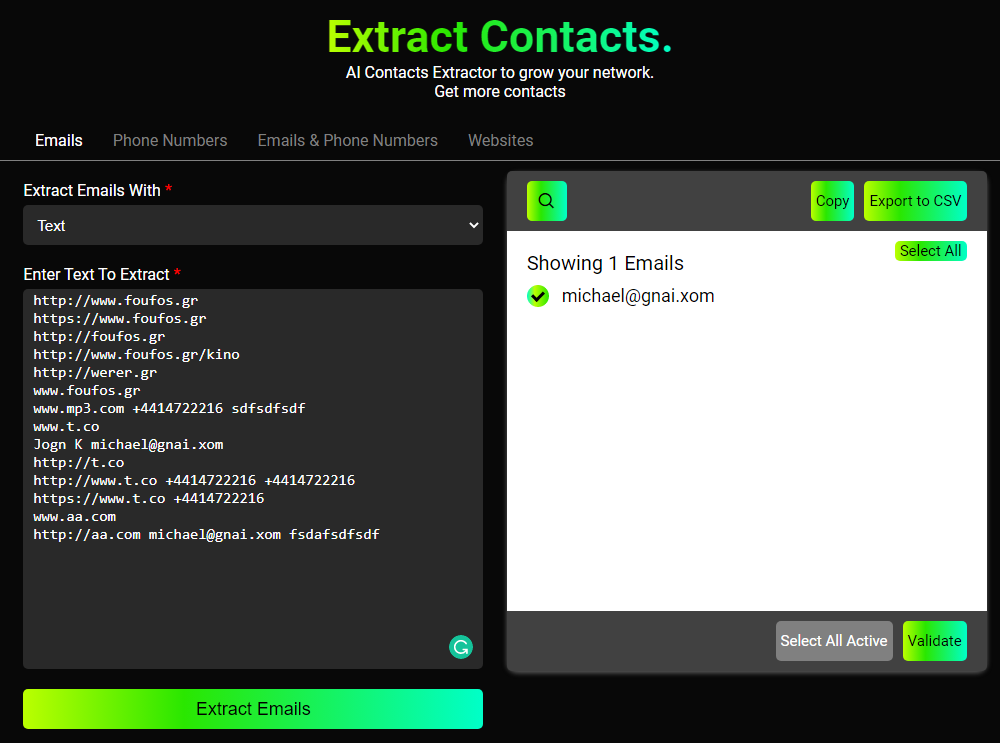 Extract Contacts.
AI Contacts Extractor to grow your network.
Get more contacts
Emails Phone Numbers Emails & Phone Numbers Websites
Extract Emails With *
Text
Enter Text To Extract *
http://www.foufos.gr
https://www.foufos.gr
http://foufos.gr
http://www.foufos.gr/kino
http://werer.gr
www.foufos.gr
www.mp3.com +4414722216 sdfsdfsdf
www.t.co
Jogn K michael@gnai.xom
http://t.co
http://www.t.co +4414722216 +4414722216
https://www.t.co +4414722216
www.aa.com
http://aa.com michael@gnai.xom fsdafsdfsdf
Extract Emails
Copy Export to CSV
Select All
Showing 1 Emails
michael@gnai.xom
Select All Active Validate